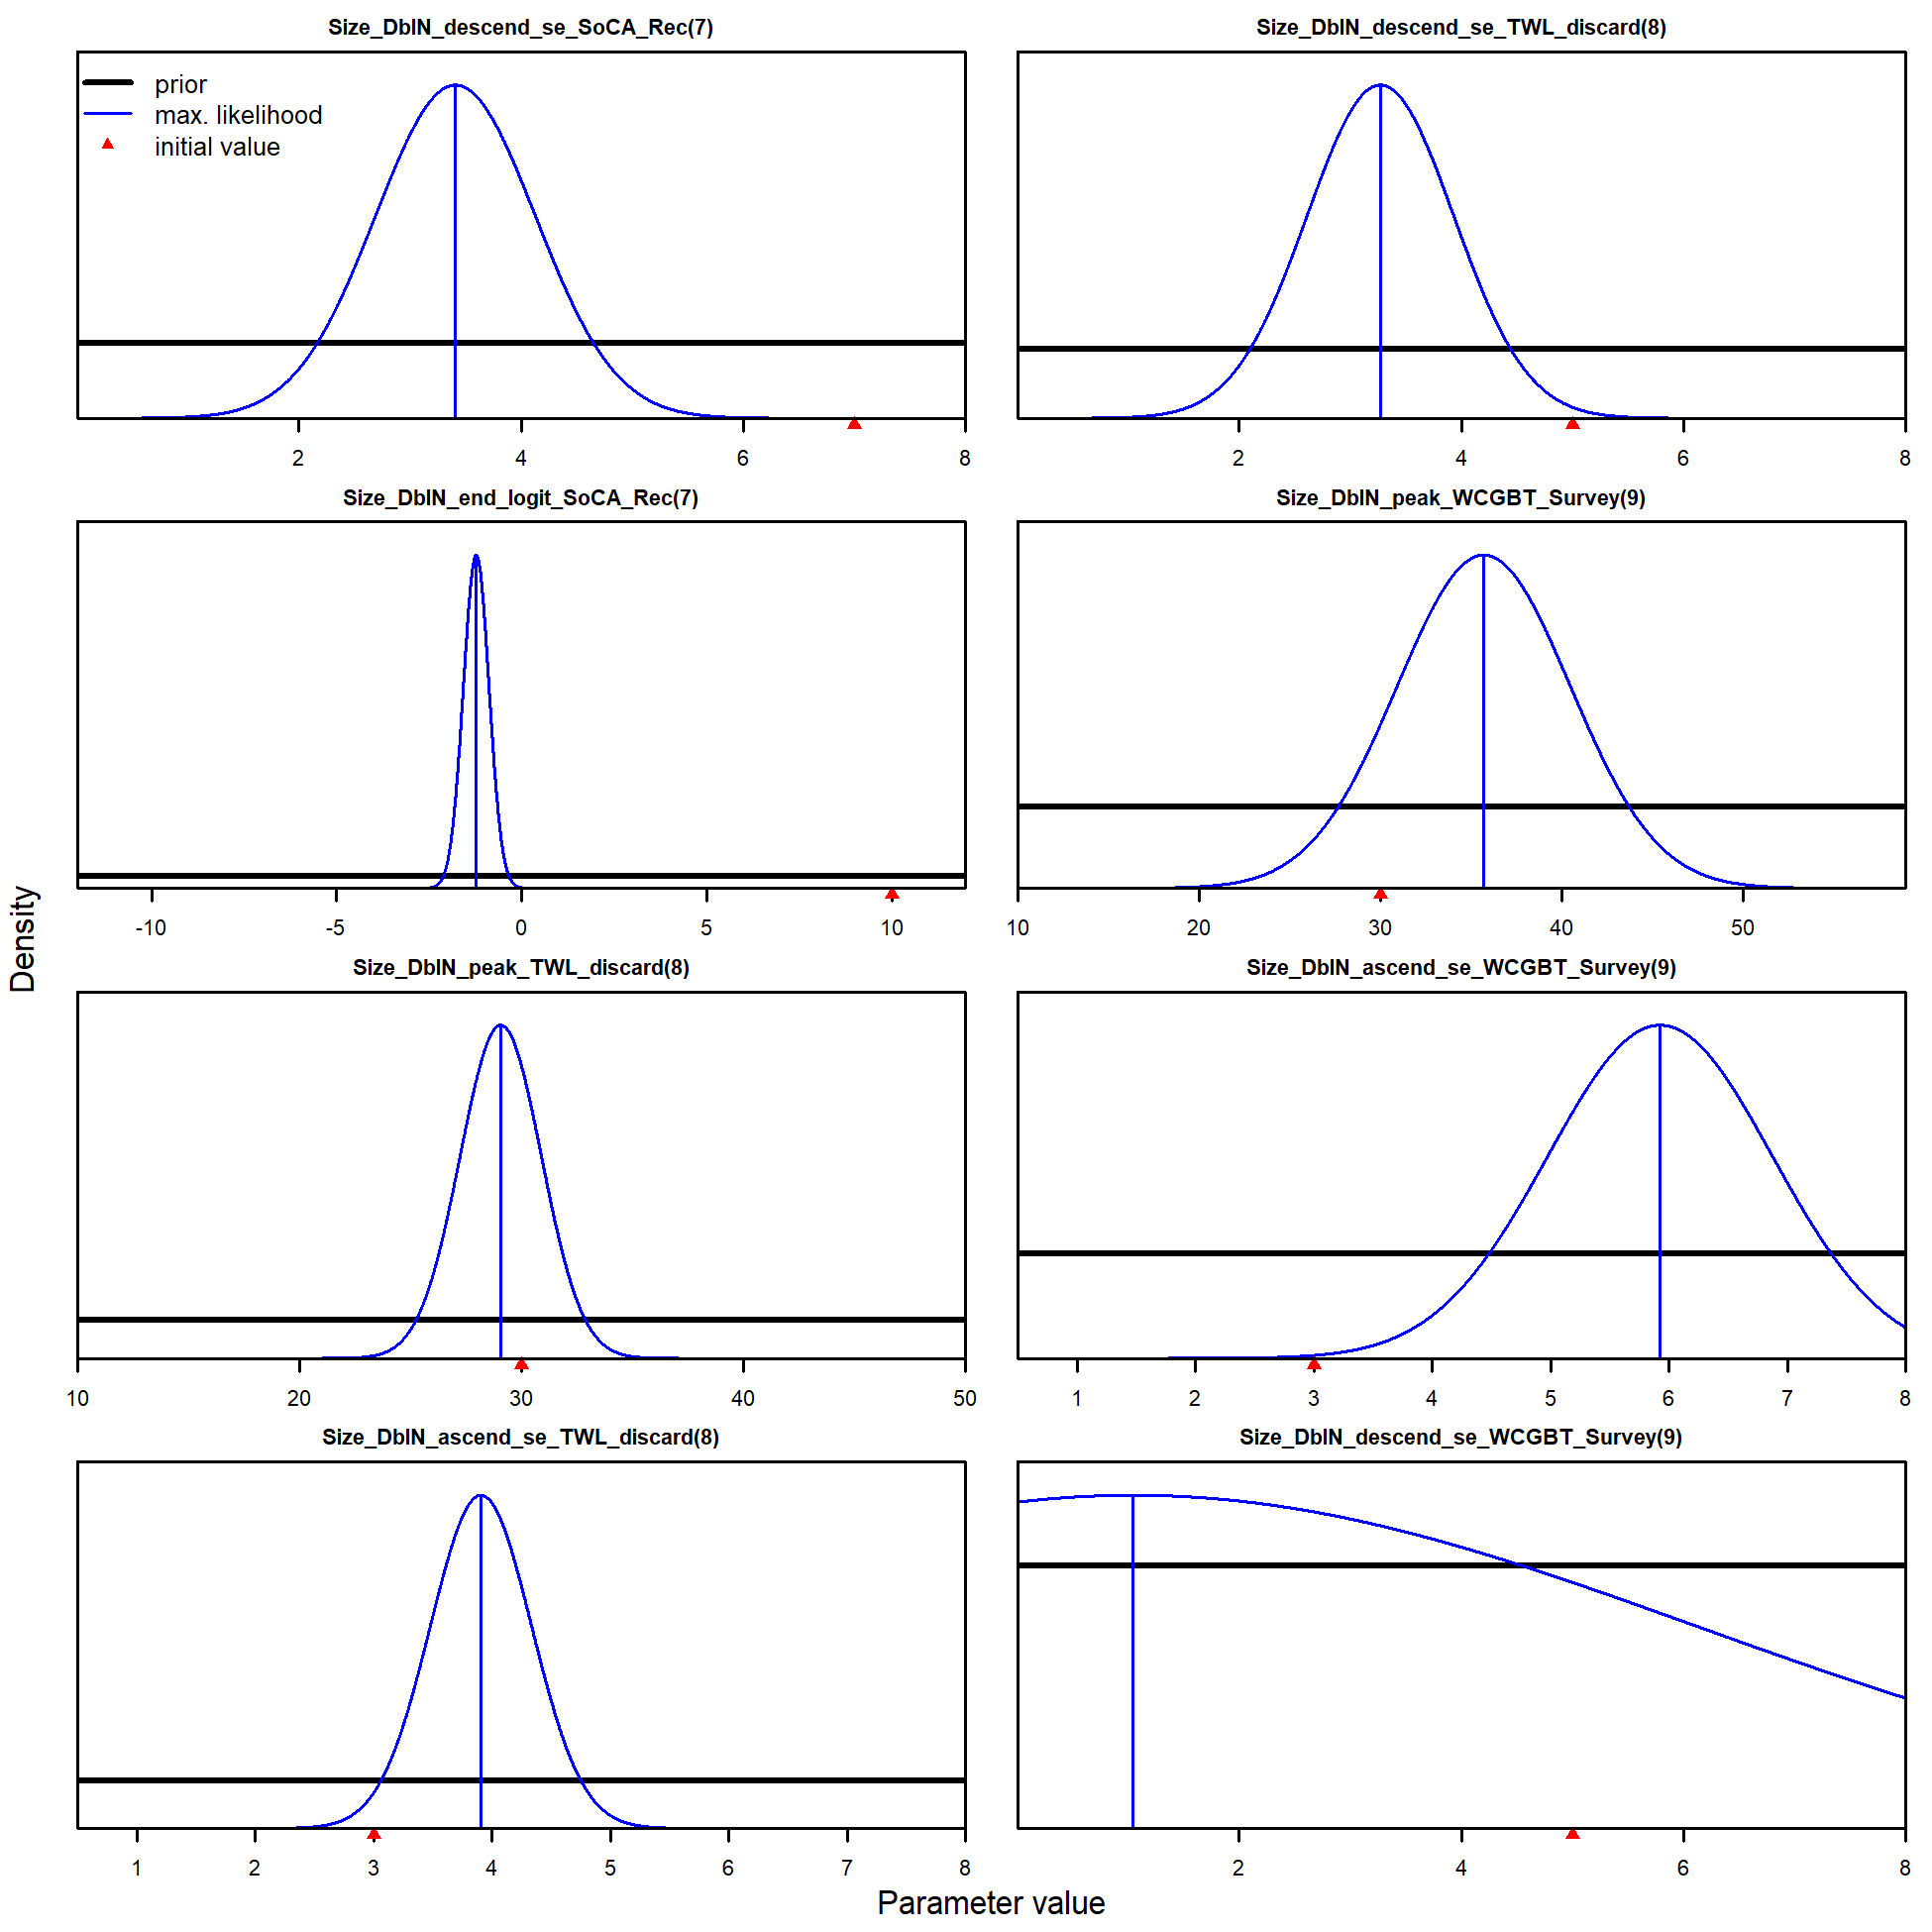 Size_DblN_descend_se_SoCA_Rec(7)
prior
max. likelihood
initial value
2 4 6 8
Size_DblN_descend_se_TWL_discard(8)
2 4 6 8
Size_DblN_end_logit_SoCA_Rec(7)
-10 -5 0 5 10
Size_DblN_peak_WCGBT_Survey(9)
10 20 30 40 50
Size_DblN_peak_TWL_discard(8)
10 20 30 40 50
Size_DblN_ascend_se_WCGBT_Survey(9)
1 2 3 4 5 6 7 8
Size_DblN_ascend_se_TWL_discard(8)
1 2 3 4 5 6 7 8
Size_DblN_descend_se_WCGBT_Survey(9)
2 4 6 8
Density
Parameter value